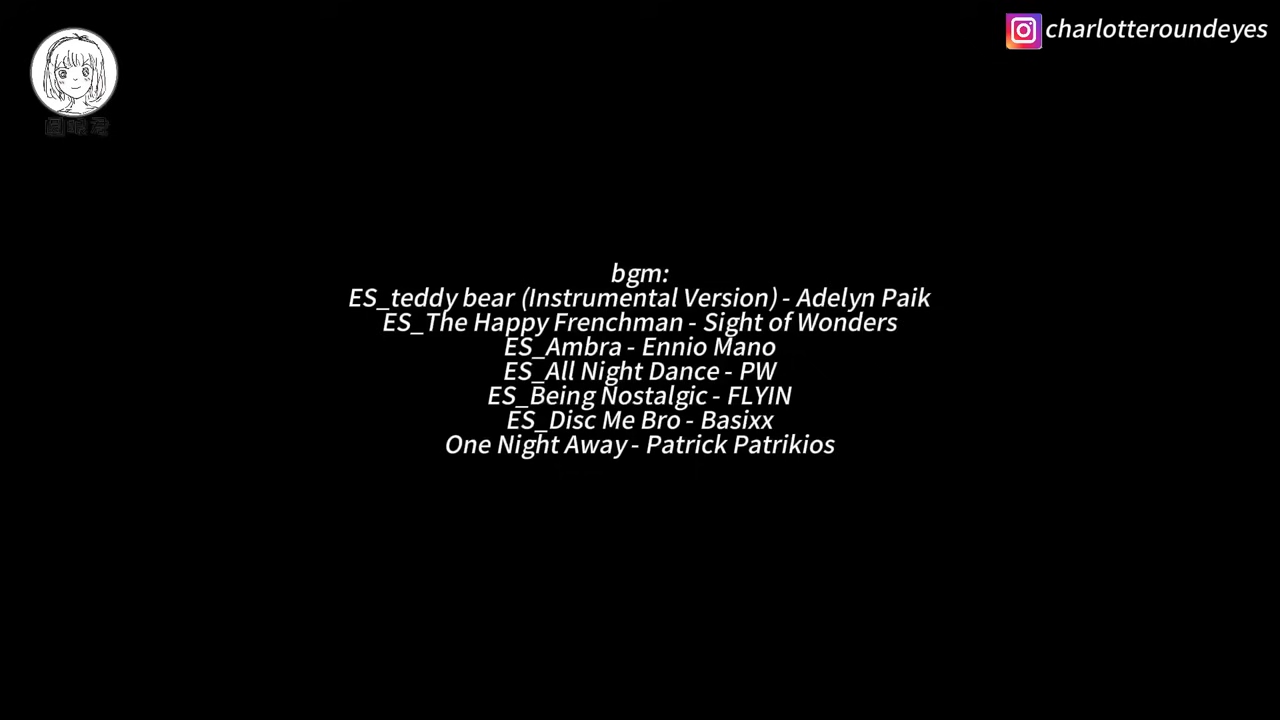 charlotteroundeyes
bgm:
ES_teddy bear (Instrumental Version) - Adelyn Paik
ES_The Happy Frenchman - Sight of Wonders
ES_Ambra - Ennio Mano
ES_All Night Dance - PW
ES_Being Nostalgic - FLYIN
ES_Disc Me Bro - Basixx
One Night Away - Patrick Patrikios